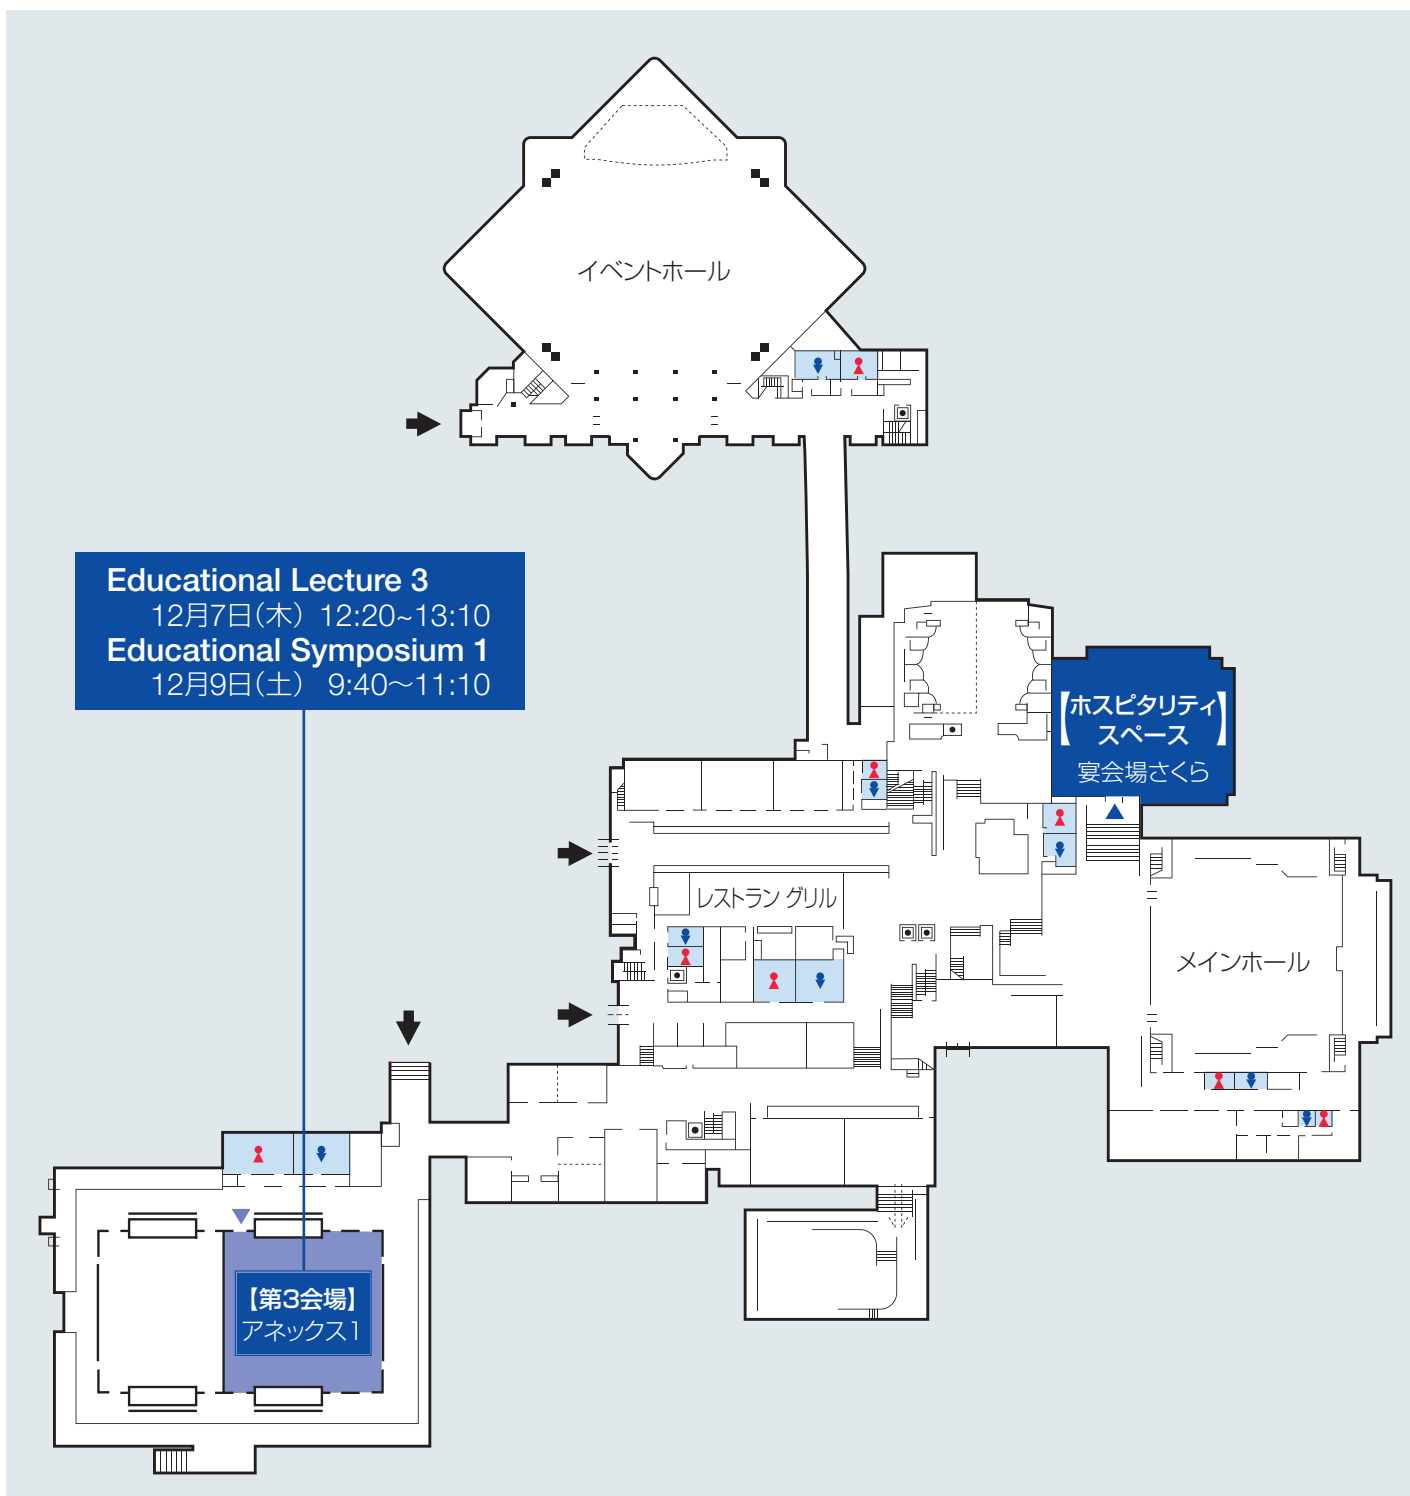 イベントホール
Educational Lecture 3
12月7日(木) 12:20~13:10
Educational Symposium 1
12月9日(土) 9:40〜11:10
【ホスピタリティ
スペース】
宴会場さくら
レストラン グリル
メインホール
【第3会場】
アネックス1